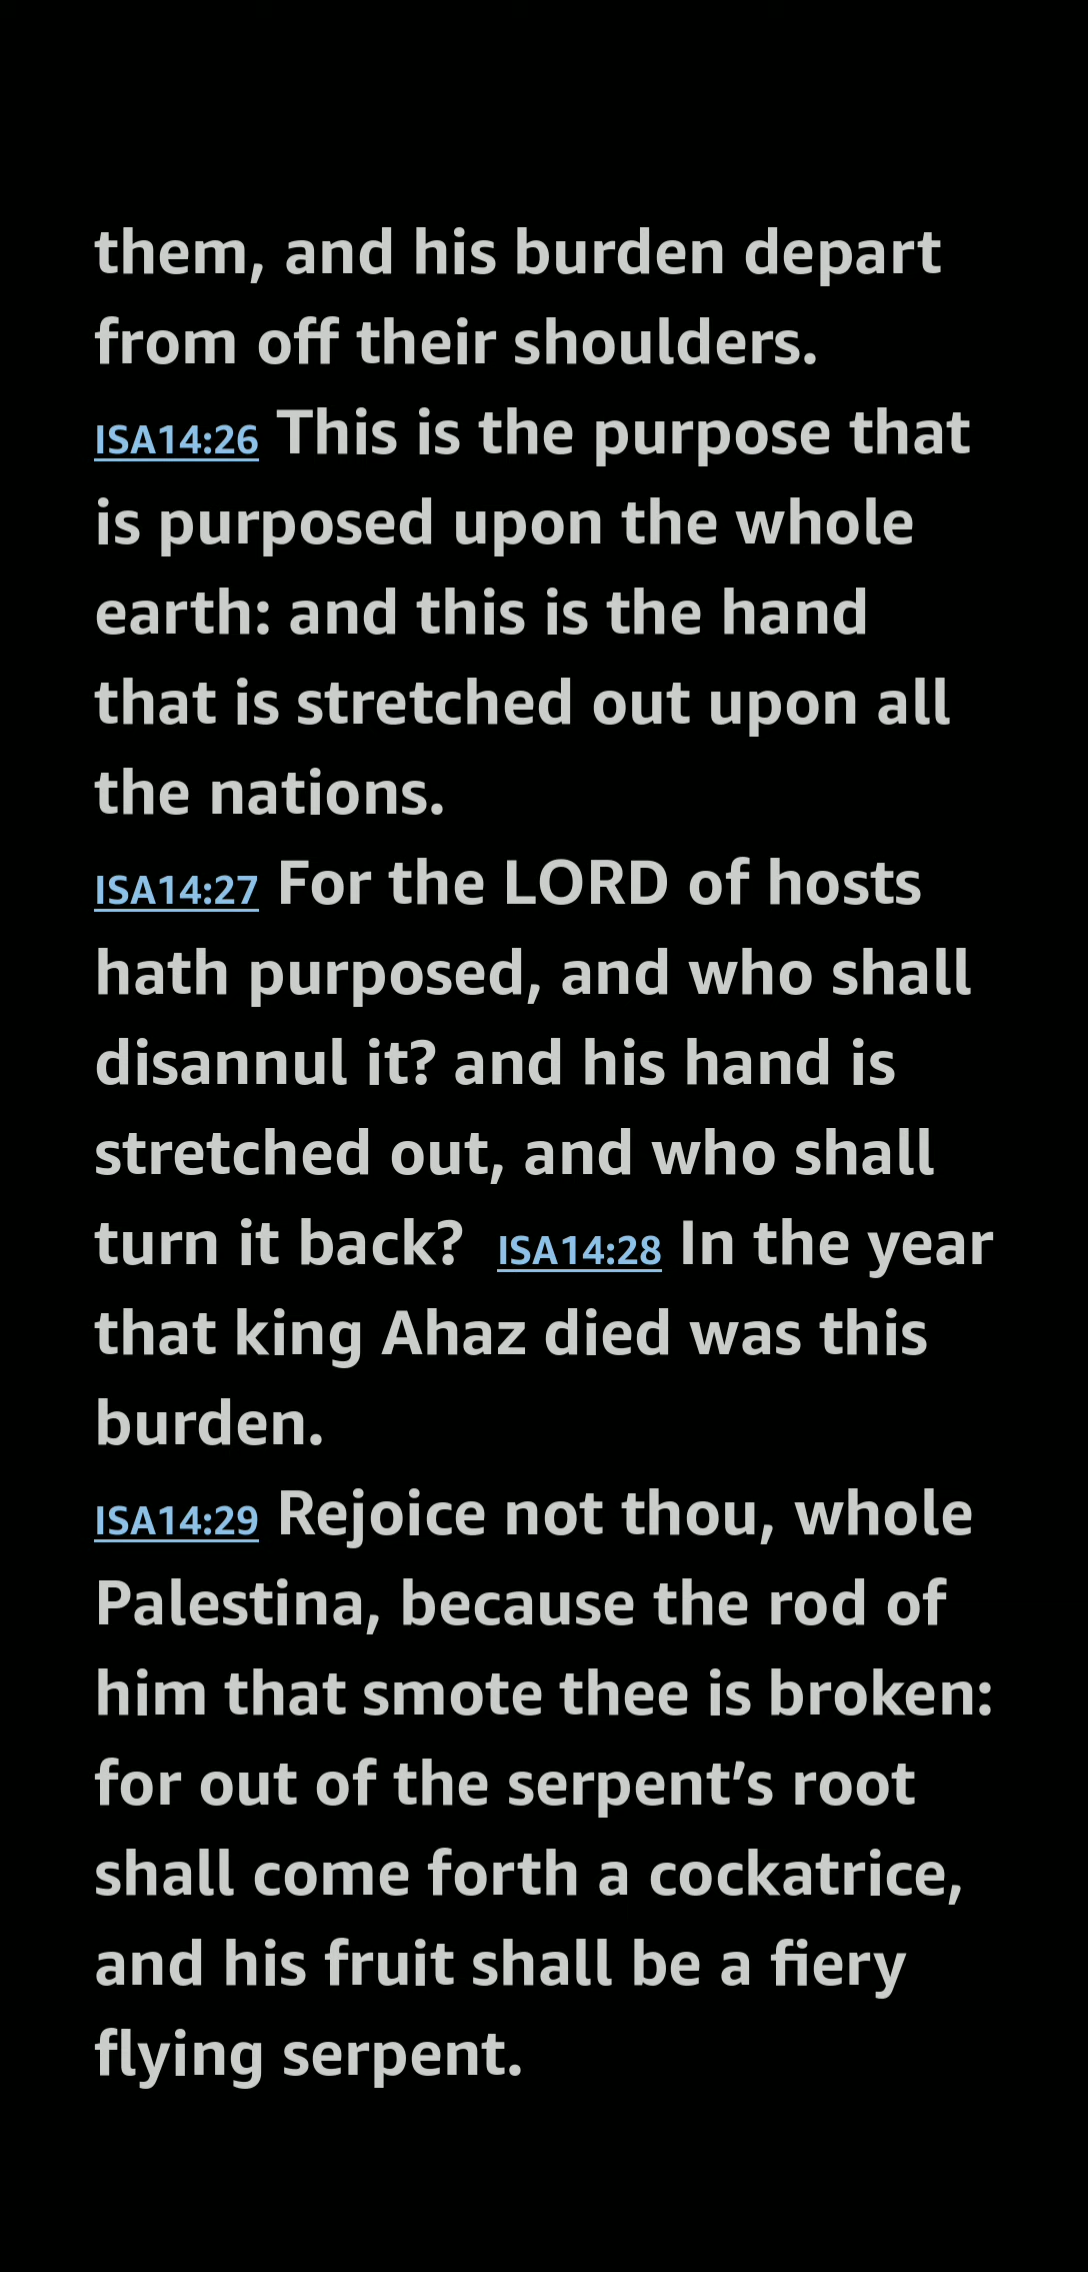 them, and his burden depart
from off their shoulders.
ISA14:26 This is the purpose that
is purposed upon the whole
earth: and this is the hand
that is stretched out upon all
the nations.
ISA14:27 For the LORD of hosts
hath purposed, and who shall
disannul it? and his hand is
stretched out, and who shall
turn it back? ISA14:28 In the year
that king Ahaz died was this
burden.
ISA14:29 Rejoice not thou, whole
Palestina, because the rod of
him that smote thee is broken:
for out of the serpent’s root
shall come forth a cockatrice,
and his fruit shall be a fiery
flying serpent.